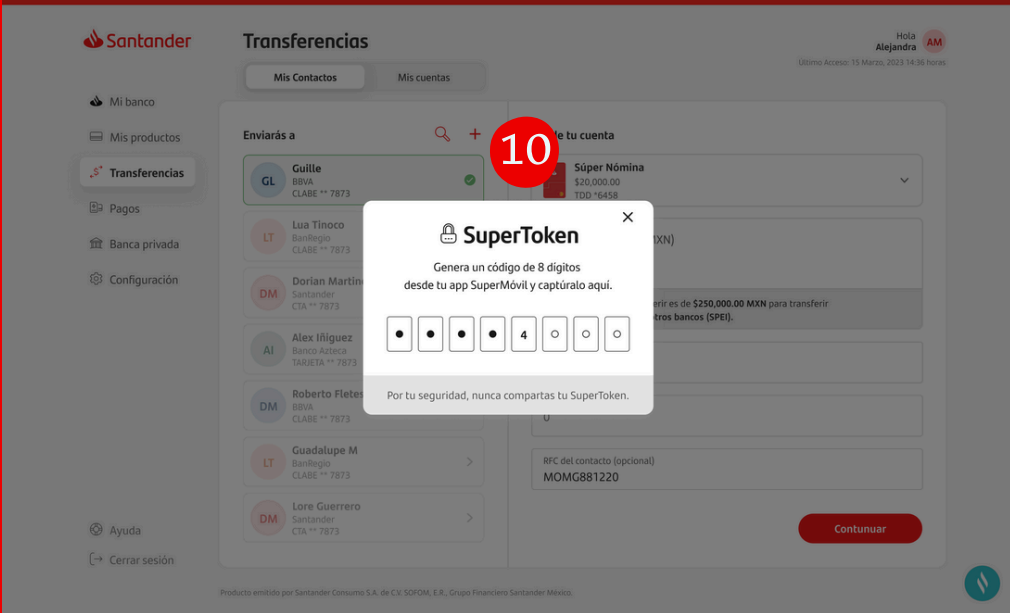 Santander
Transferencias
Hola
Alejandra
AM
Último Acceso: 15 Marzo, 2023 14:36 horas
Mis Contactos
Mis cuentas
Mi banco
Mis productos
Transferencias
Pagos
Banca privada
Configuración
Ayuda
Cerrar sesión
Enviarás a
GL
Guille
BBVA
CLABE ** 7873
LT
Lua Tinoco
BanRegio
CLABE ** 7873
DM
Dorian Martin
Santander
CTA ** 7873
AI
Alex Iñiguez
Banco Azteca
TARJETA ** 7873
DM
Roberto Fletes
BBVA
CLABE ** 7873
LT
Guadalupe M
BanRegio
CLABE ** 7873
DM
Lore Guerrero
Santander
CTA ** 7873
10
de tu cuenta
Súper Nómina
$20,000.00
TDD *6458
MXN)
erir es de $250,000.00 MXN para transferir
otros bancos (SPEI).
0
RFC del contacto (opcional)
MOMG881220
Contunuar
SuperToken
Genera un código de 8 dígitos
desde tu app SuperMóvil y captúralo aquí.
4
Por tu seguridad, nunca compartas tu SuperToken.
Producto emitido por Santander Consumo S.A. de C.V. SOFOM, E.R., Grupo Financiero Santander México.